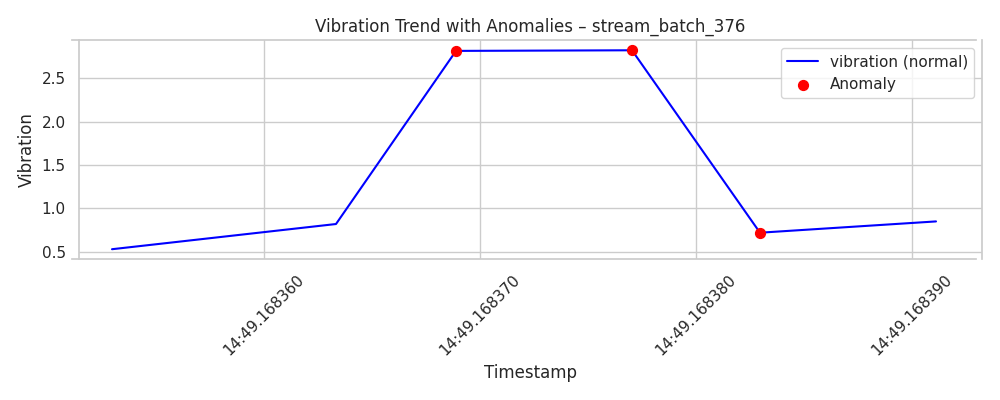 Vibration Trend with Anomalies – stream_batch_376
vibration (normal)
Anomaly
Vibration
2.5
2.0
1.5
1.0
0.5
14:49.168360
14:49.168370
14:49.168380
14:49.168390
Timestamp